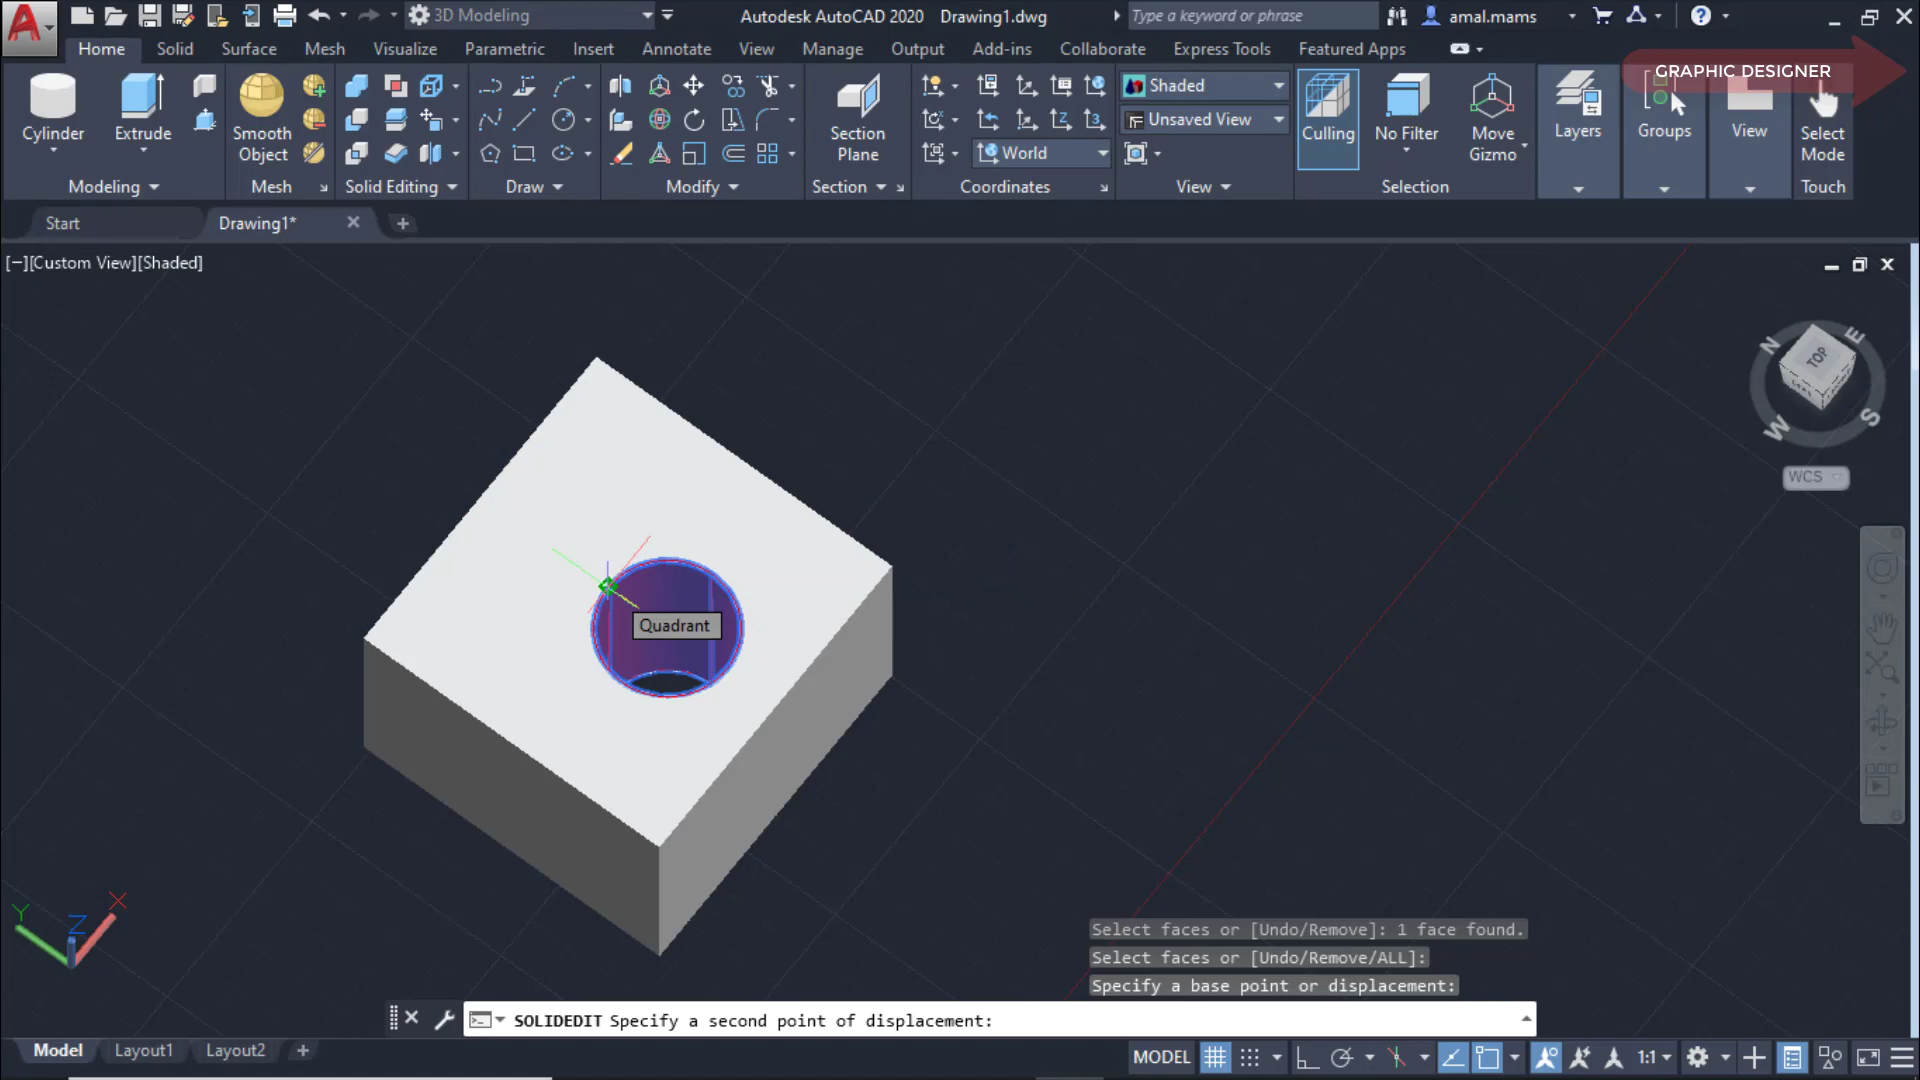 3D Modeling
Autodesk AutoCAD 2020 Drawing1.dwg
Type a keyword or phrase
amal.mams
Home Solid Surface Mesh Visualize Parametric Insert Annotate View Manage Output Add-ins Collaborate Express Tools Featured Apps
GRAPHIC DESIGNER
Cylinder
Extrude
Smooth Object
Section Plane
World
Shaded
Unsaved View
Culling
No Filter
Move Gizmo
Layers
Groups
View
Select Mode
Modeling Mesh Solid Editing Draw Modify Section Coordinates View Selection Touch
Start
Drawing1*
[−][Custom View][Shaded]
N
E
TOP
W
S
WCS
Quadrant
X
Y
Z
Select faces or [Undo/Remove]: 1 face found.
Select faces or [Undo/Remove/ALL]:
Specify a base point or displacement:
SOLIDEDIT Specify a second point of displacement:
Model Layout1 Layout2
MODEL
1:1